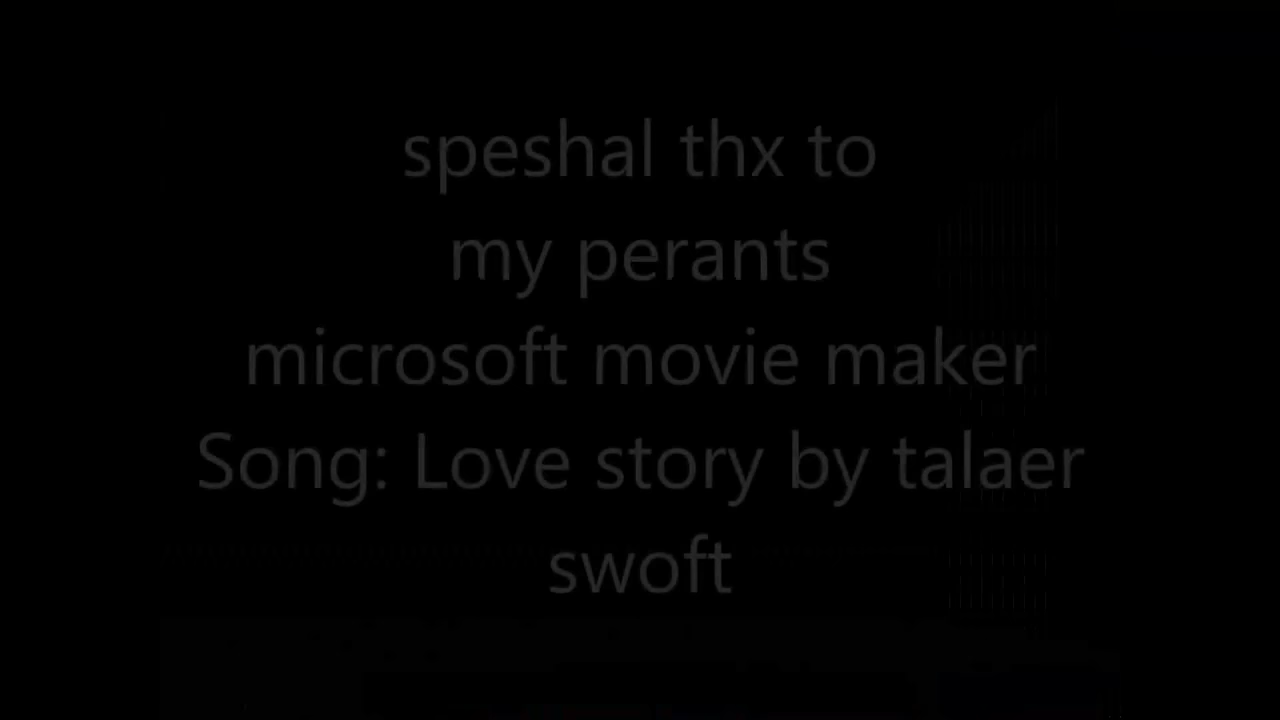 speshal thx to
my perants
microsoft movie maker
Song: Love story by talaer
swoft